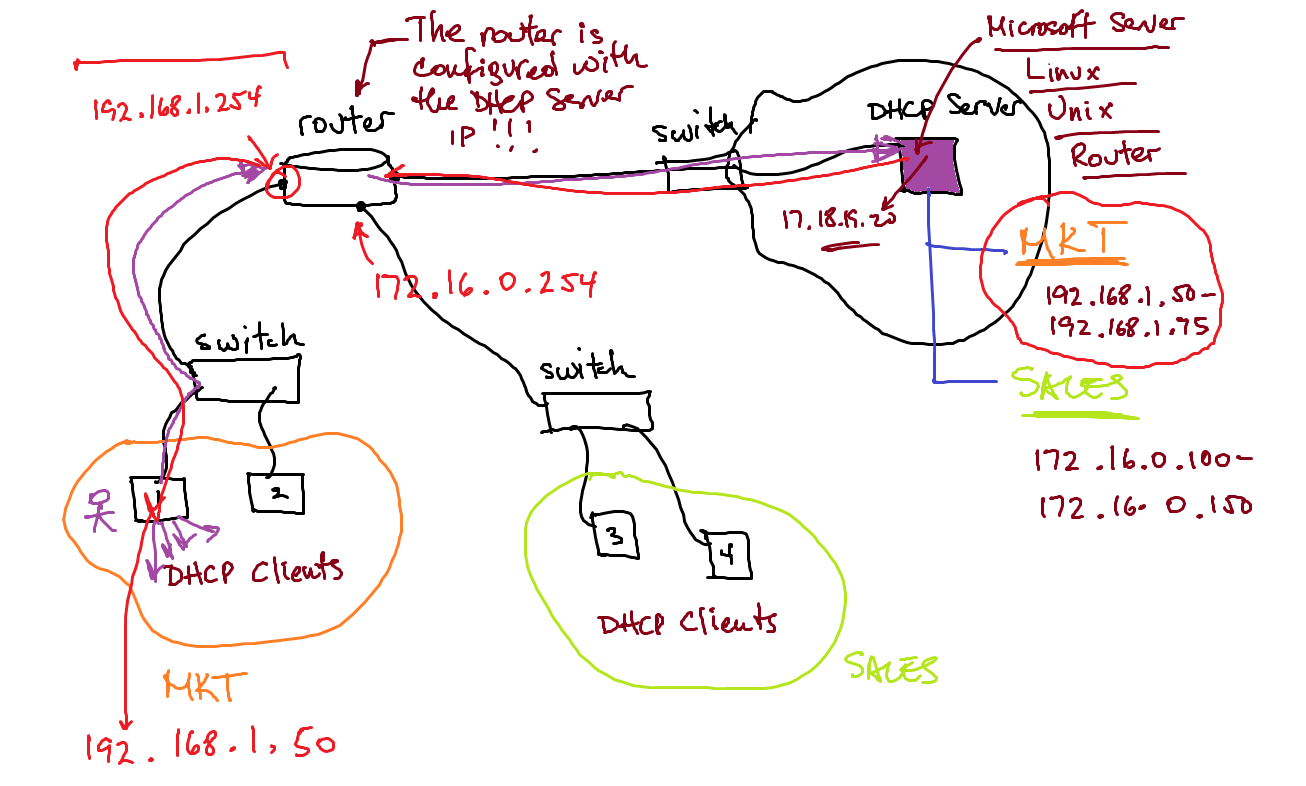 The router is
configured with
the DHCP Server
IP !!!
Microsoft Server
Linux
Unix
Router
192.168.1.254
router
switch
DHCP Server
17.18.19.20
MKT
192.168.1.50-
192.168.1.75
172.16.0.254
switch
switch
SALES
172.16.0.100-
172.16.0.150
1
2
3
4
DHCP Clients
DHCP Clients
MKT
SALES
192.168.1.50